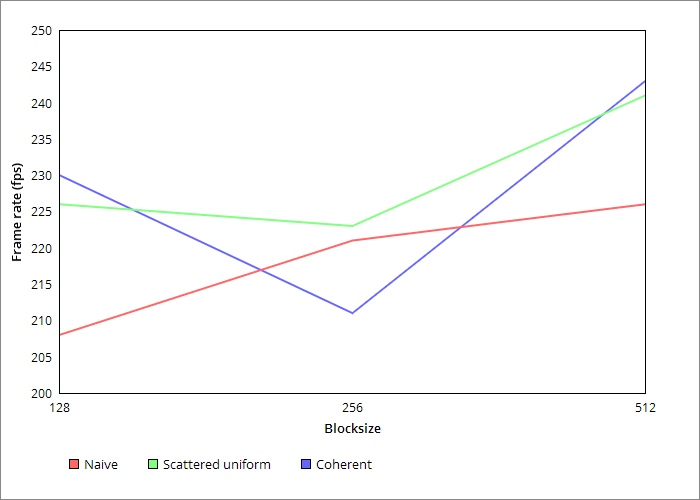 250
245
240
235
230
225
220
215
210
205
200
Frame rate (fps)
128 256 512
Blocksize
Naive Scattered uniform Coherent